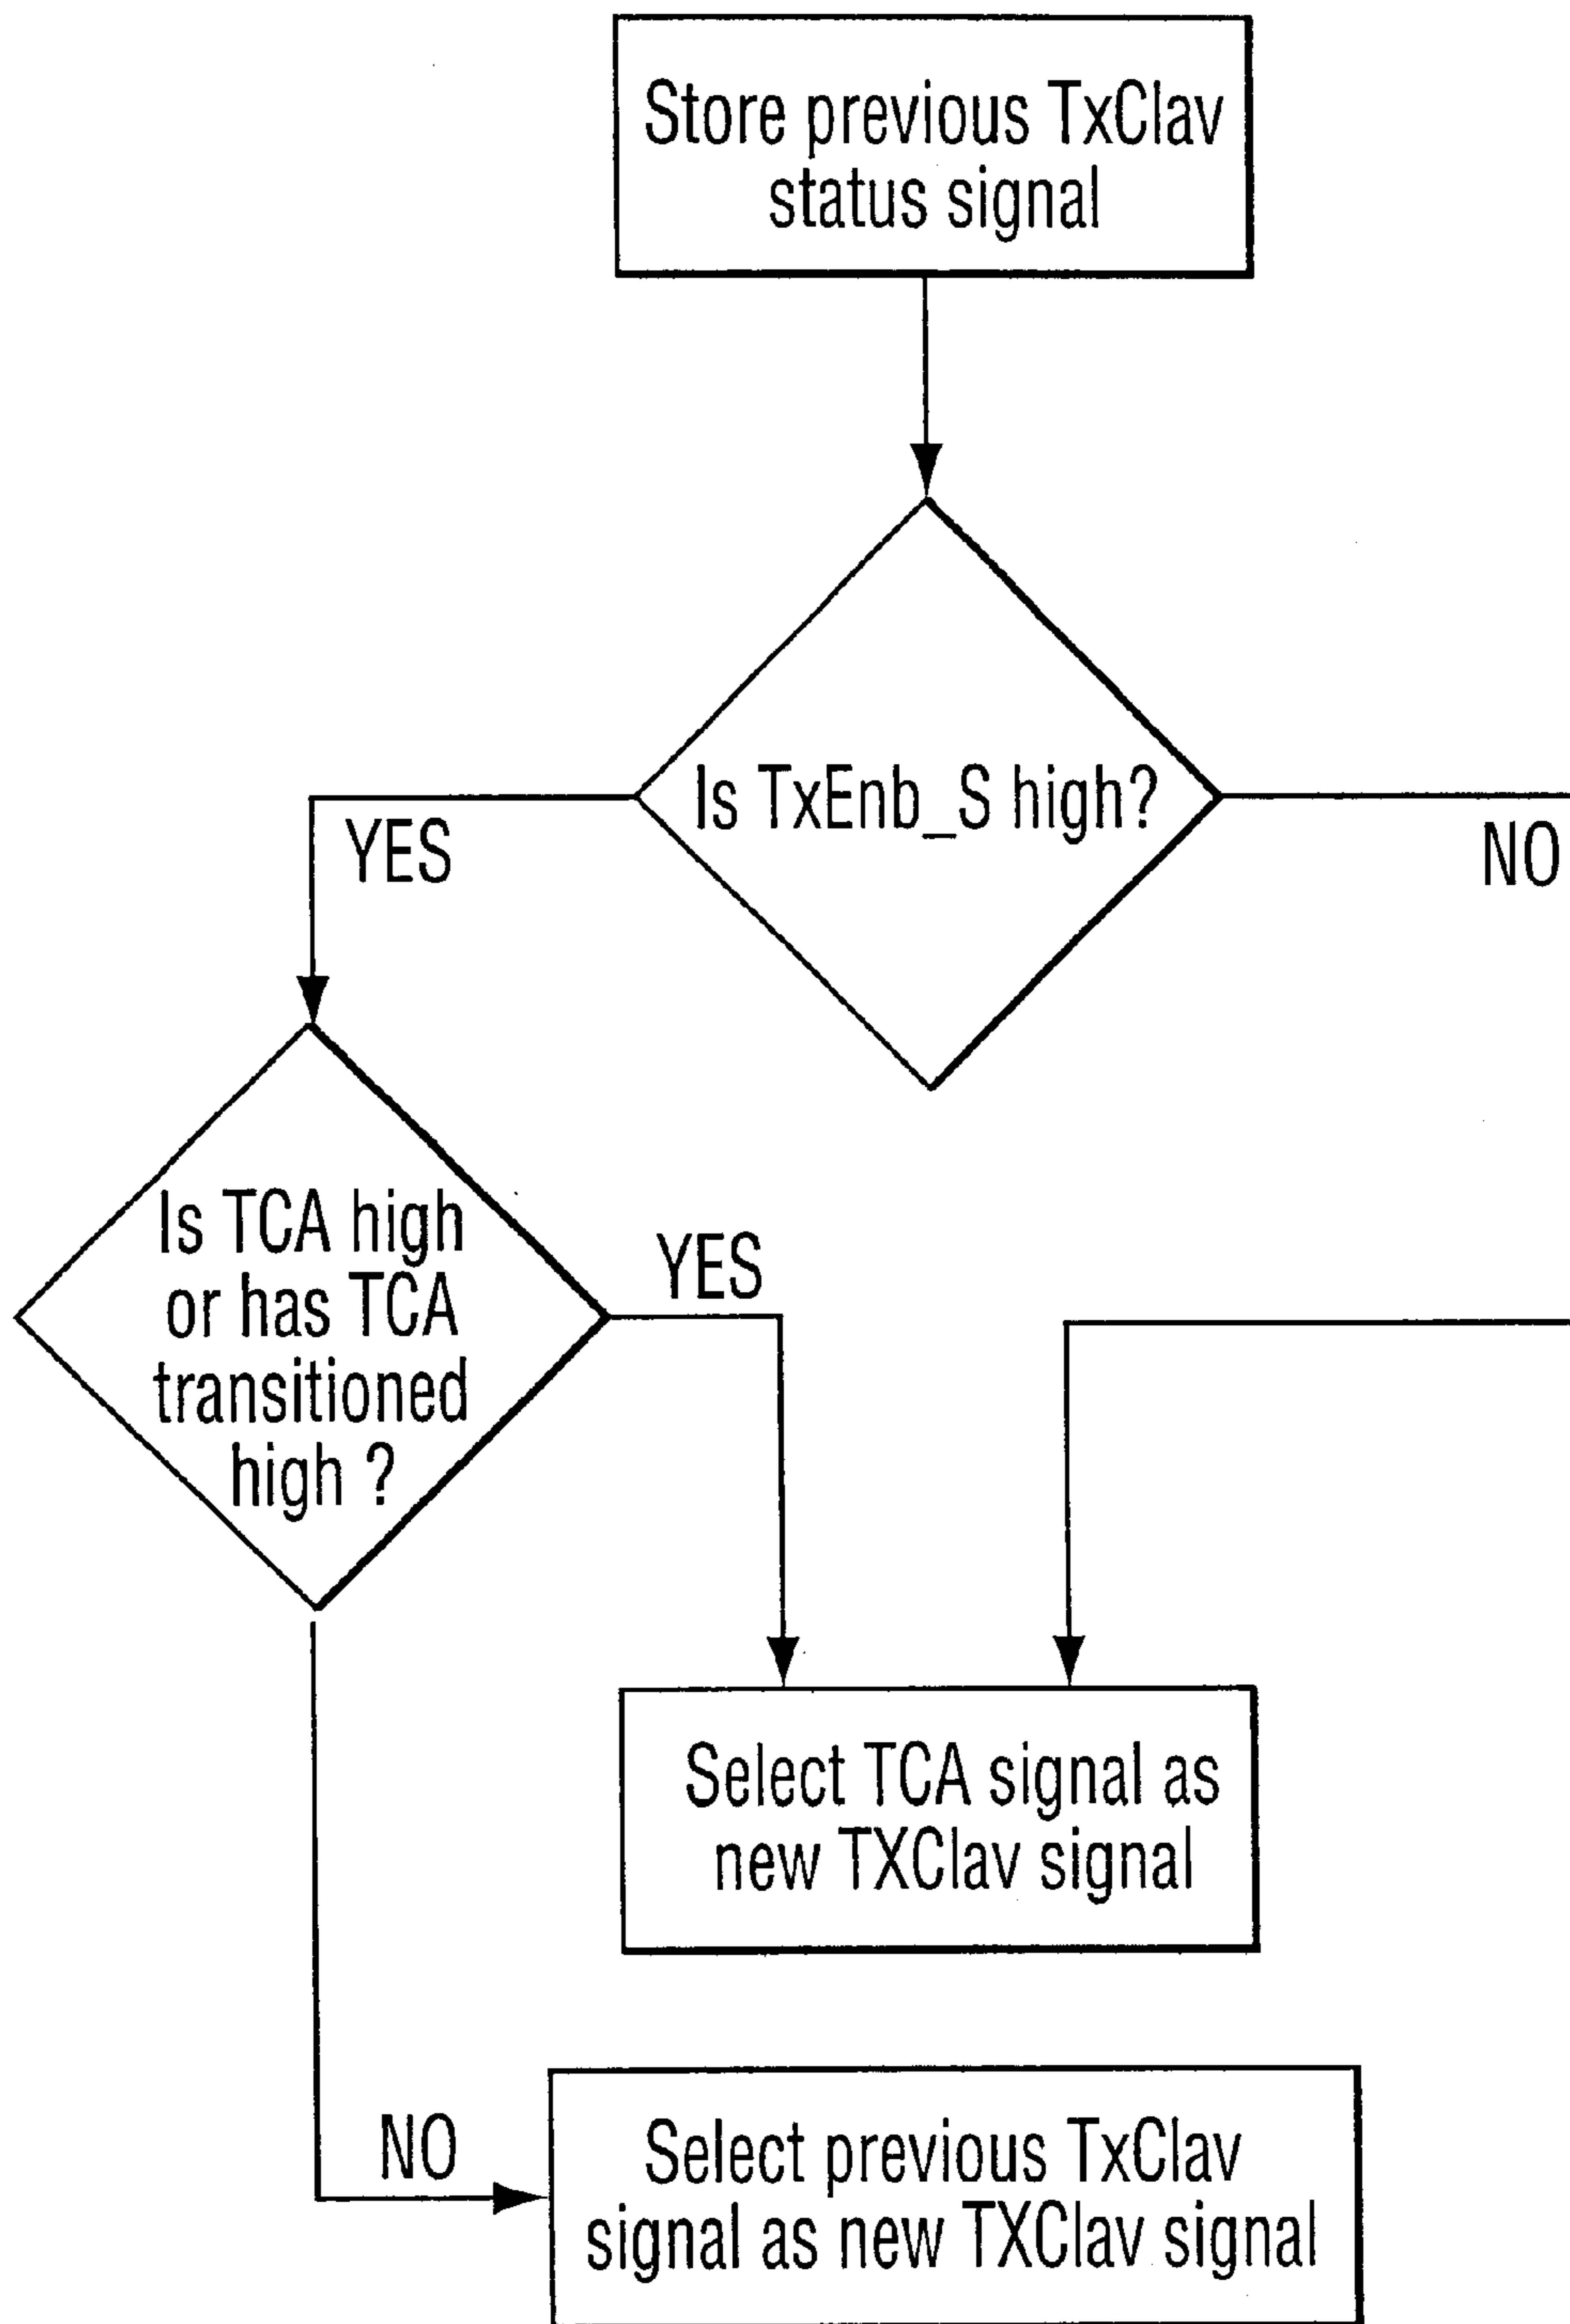 Store previous TxClav
status signal
Is TxEnb_S high?
YES
NO
Is TCA high
or has TCA
transitioned
high ?
YES
Select TCA signal as
new TXClav signal
NO
Select previous TxClav
signal as new TXClav signal